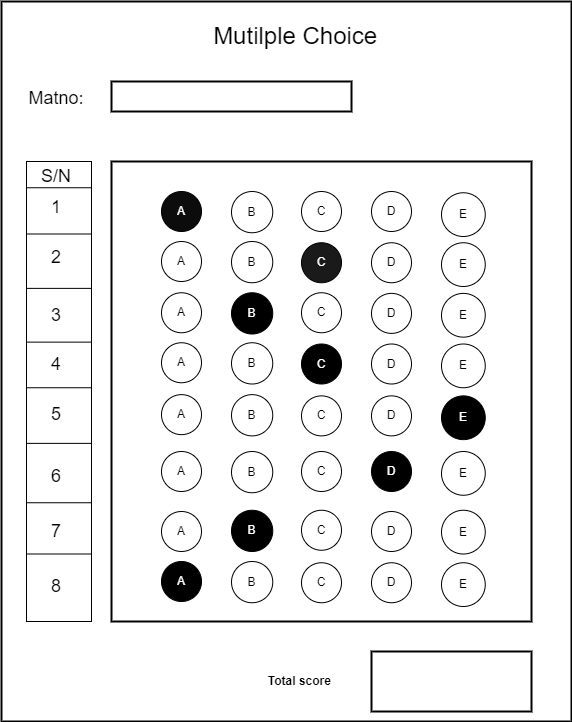 Mutilple Choice
Matno:
S/N
1 A B C D E
2 A B C D E
3 A B C D E
4 A B C D E
5 A B C D E
6 A B C D E
7 A B C D E
8 A B C D E
Total score